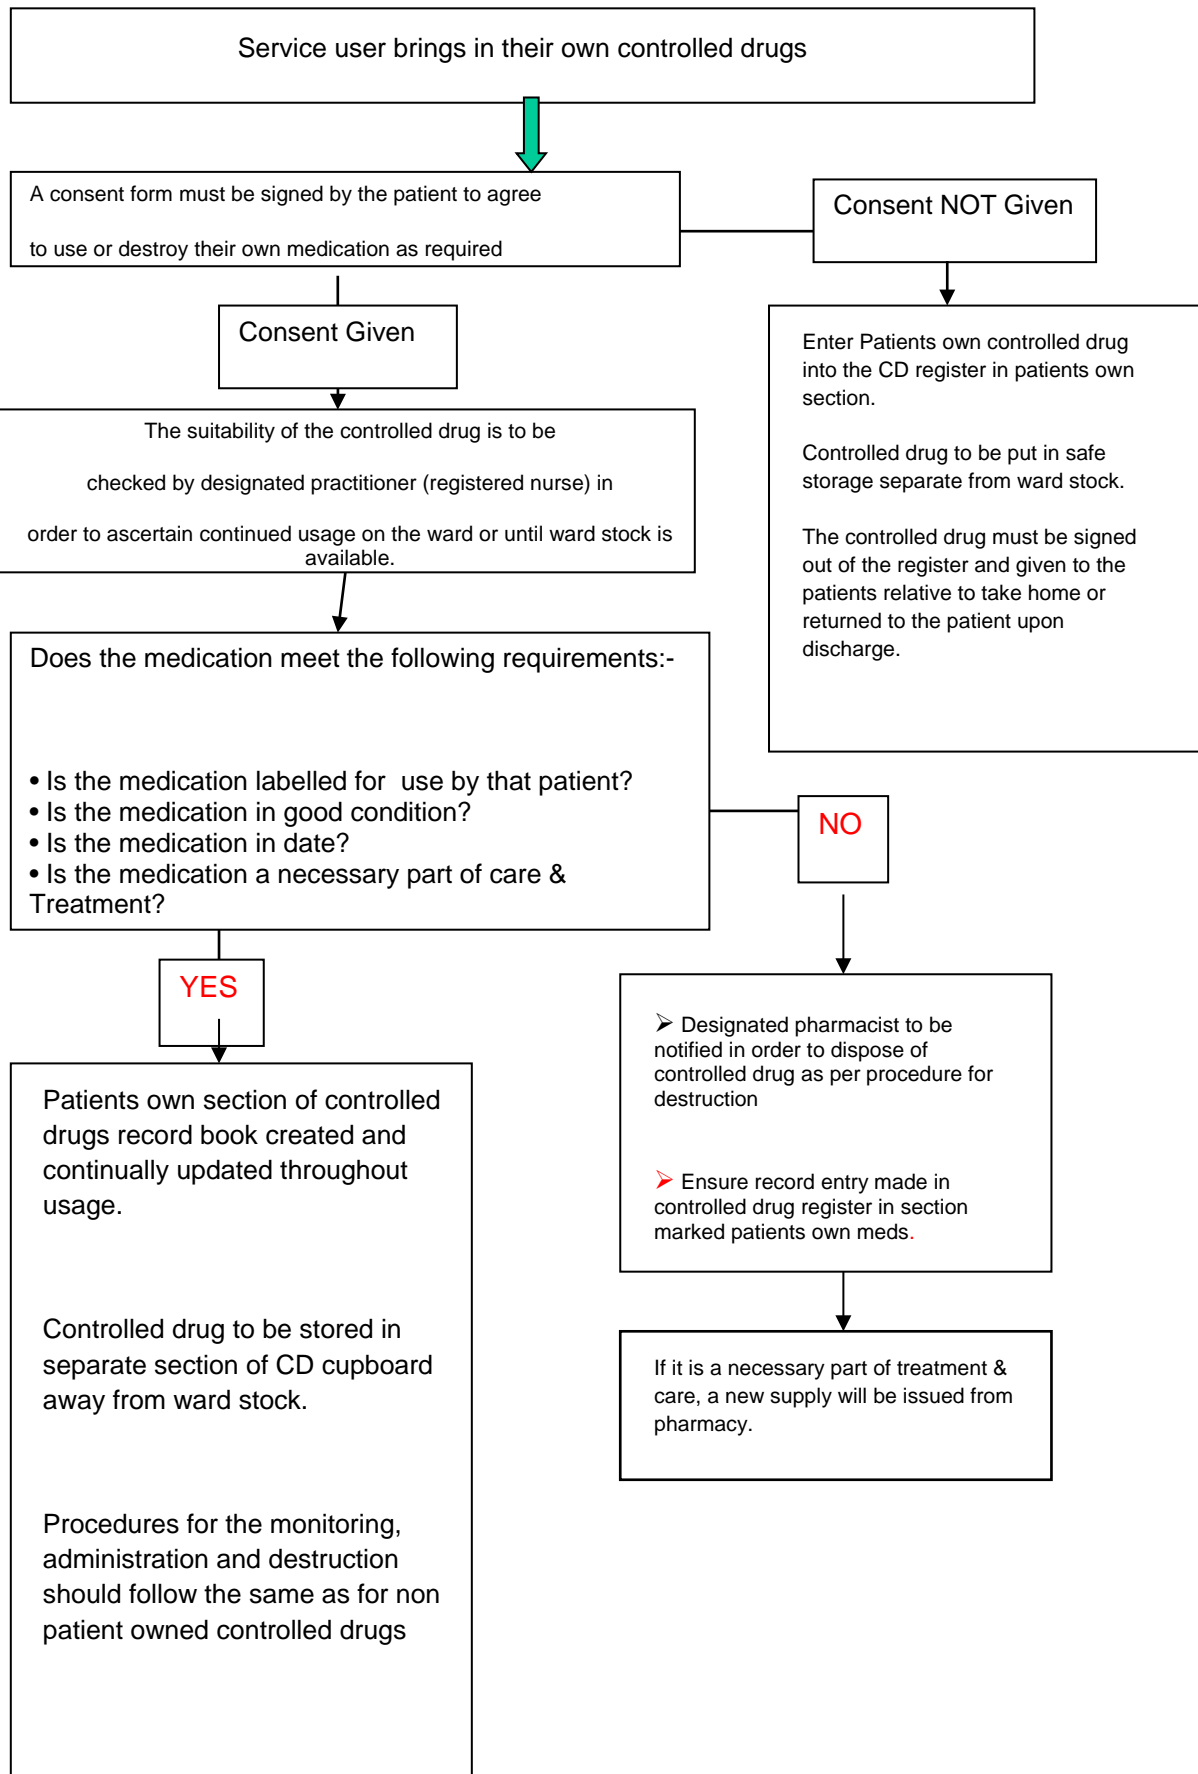 Service user brings in their own controlled drugs
A consent form must be signed by the patient to agree
to use or destroy their own medication as required
Consent NOT Given
Consent Given
Enter Patients own controlled drug
into the CD register in patients own
section.
Controlled drug to be put in safe
storage separate from ward stock.
The controlled drug must be signed
out of the register and given to the
patients relative to take home or
returned to the patient upon
discharge.
The suitability of the controlled drug is to be
checked by designated practitioner (registered nurse) in
order to ascertain continued usage on the ward or until ward stock is
available.
Does the medication meet the following requirements:-
• Is the medication labelled for  use by that patient?
• Is the medication in good condition?
• Is the medication in date?
• Is the medication a necessary part of care &
Treatment?
NO
YES
➢ Designated pharmacist to be
notified in order to dispose of
controlled drug as per procedure for
destruction
➢ Ensure record entry made in
controlled drug register in section
marked patients own meds.
If it is a necessary part of treatment &
care, a new supply will be issued from
pharmacy.
Patients own section of controlled
drugs record book created and
continually updated throughout
usage.
Controlled drug to be stored in
separate section of CD cupboard
away from ward stock.
Procedures for the monitoring,
administration and destruction
should follow the same as for non
patient owned controlled drugs